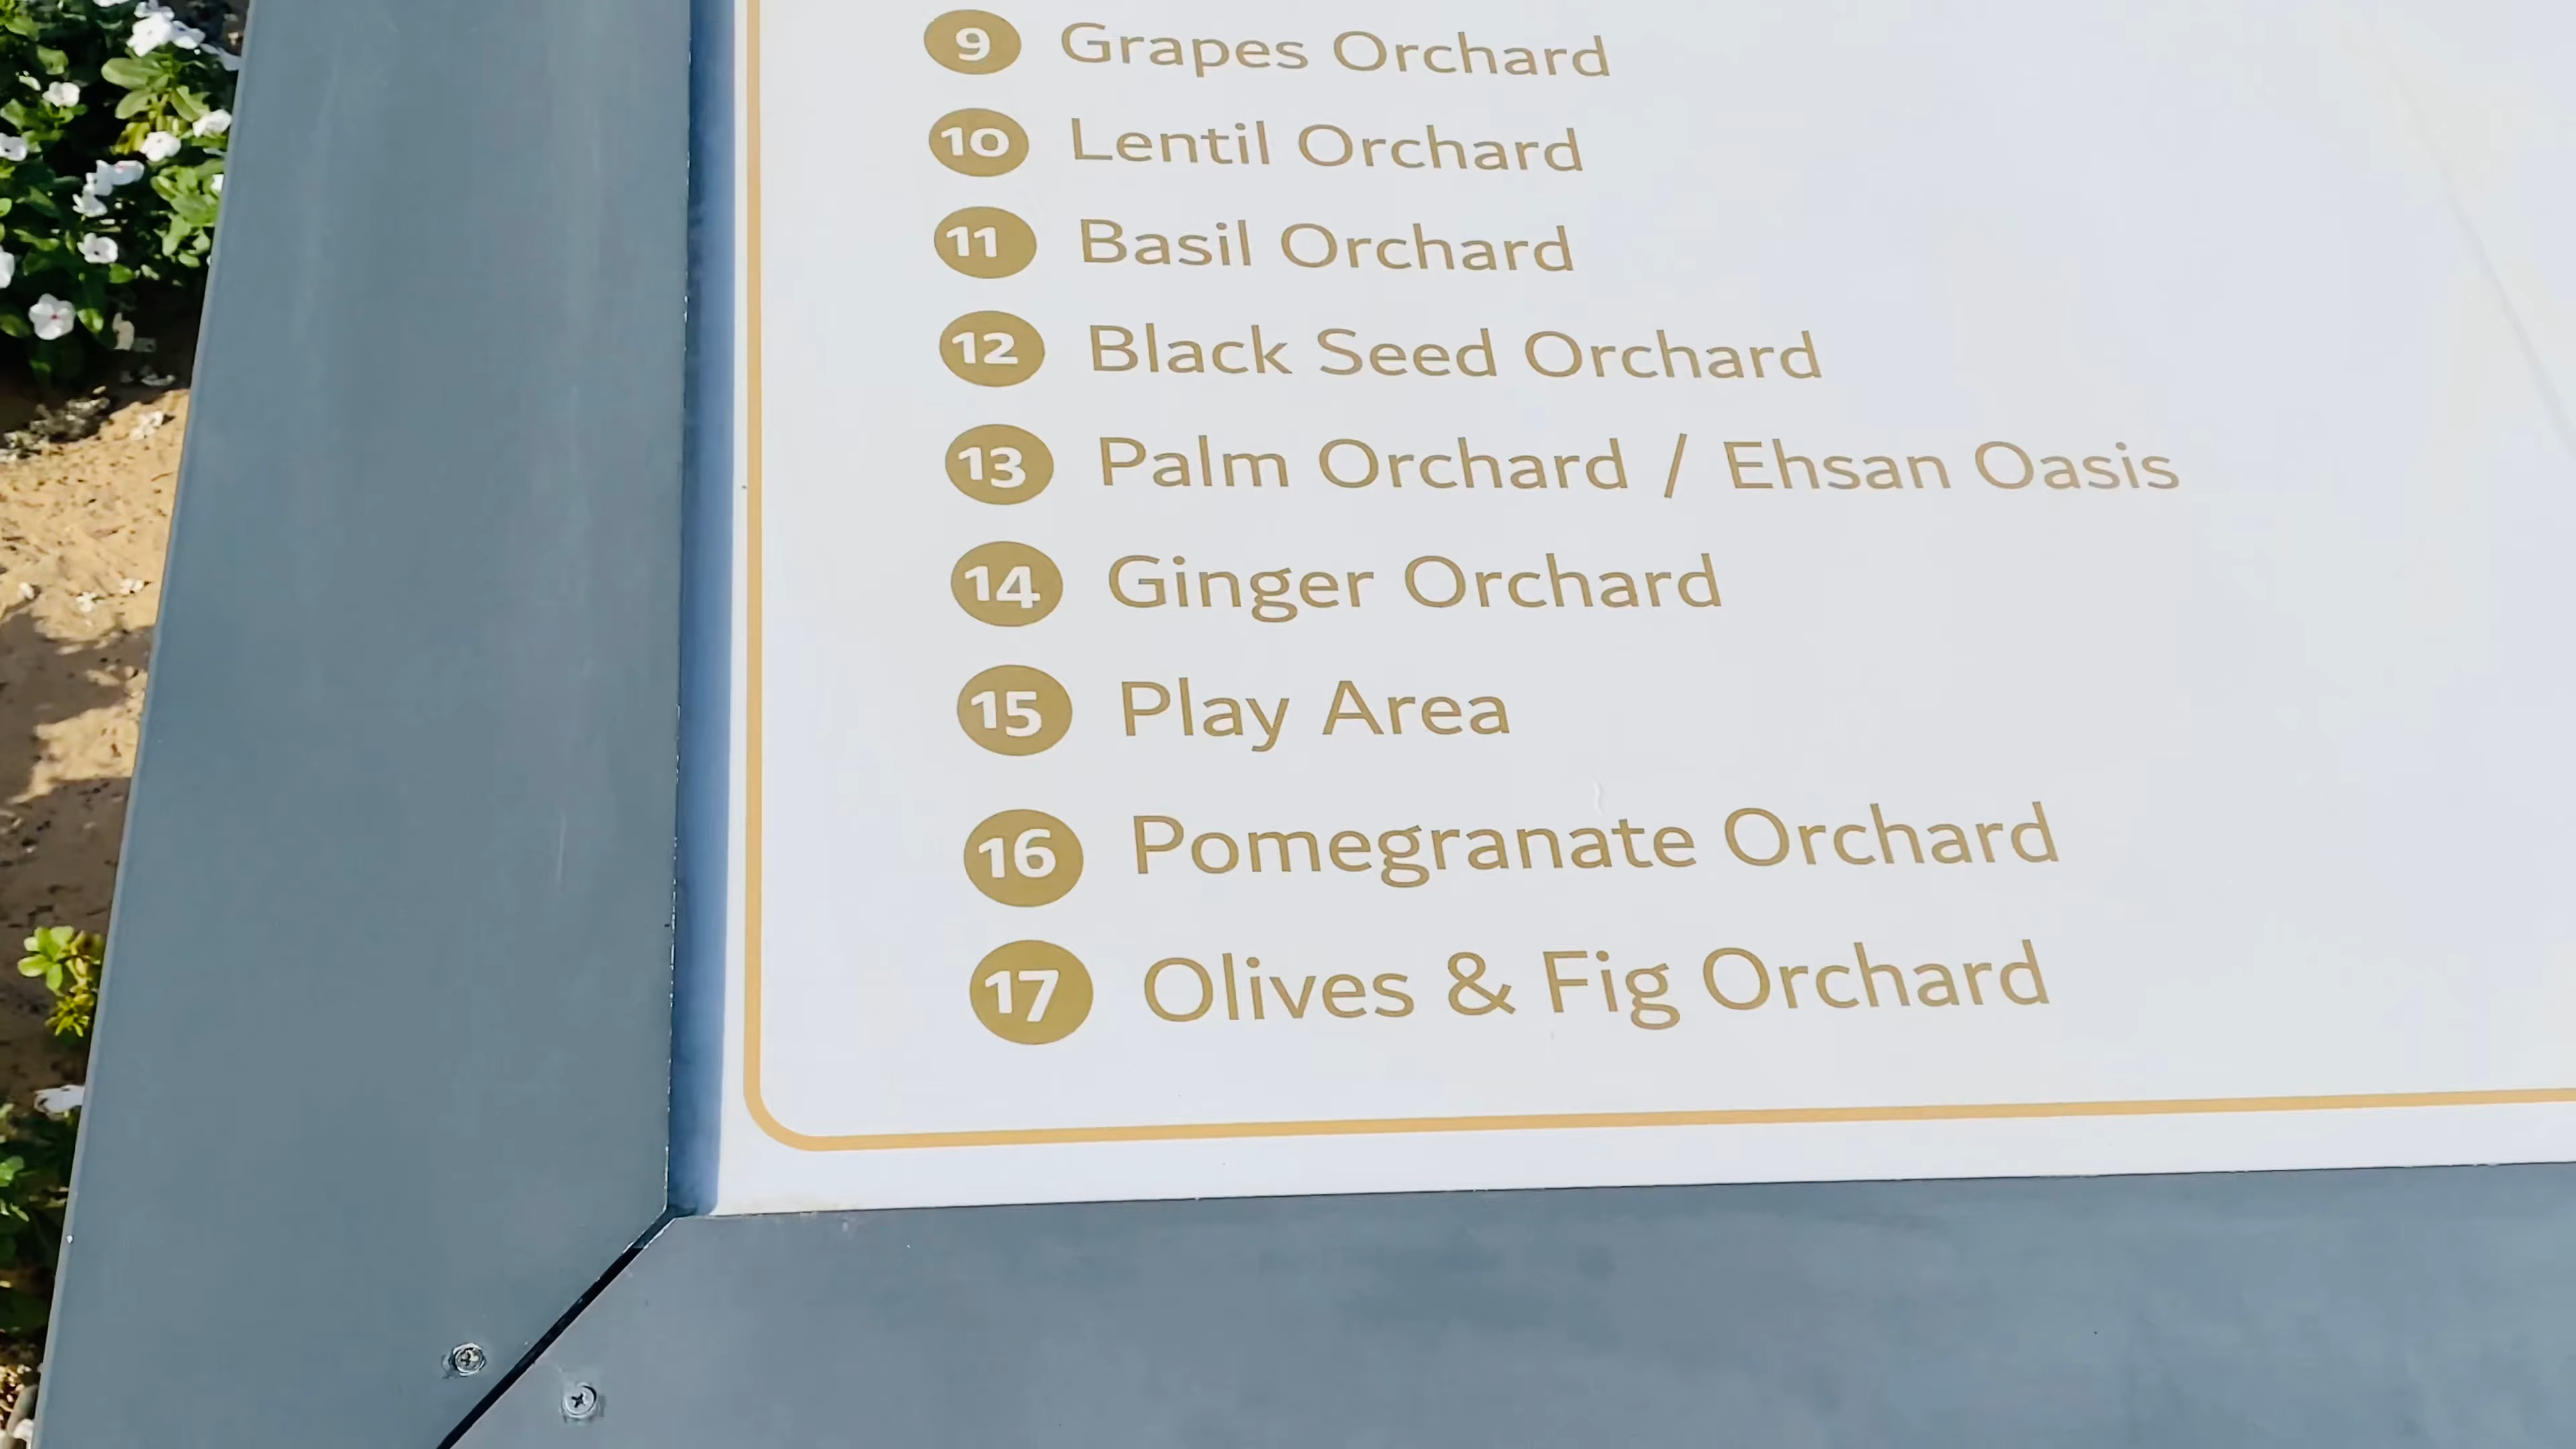 9 Grapes Orchard
10 Lentil Orchard
11 Basil Orchard
12 Black Seed Orchard
13 Palm Orchard / Ehsan Oasis
14 Ginger Orchard
15 Play Area
16 Pomegranate Orchard
17 Olives & Fig Orchard